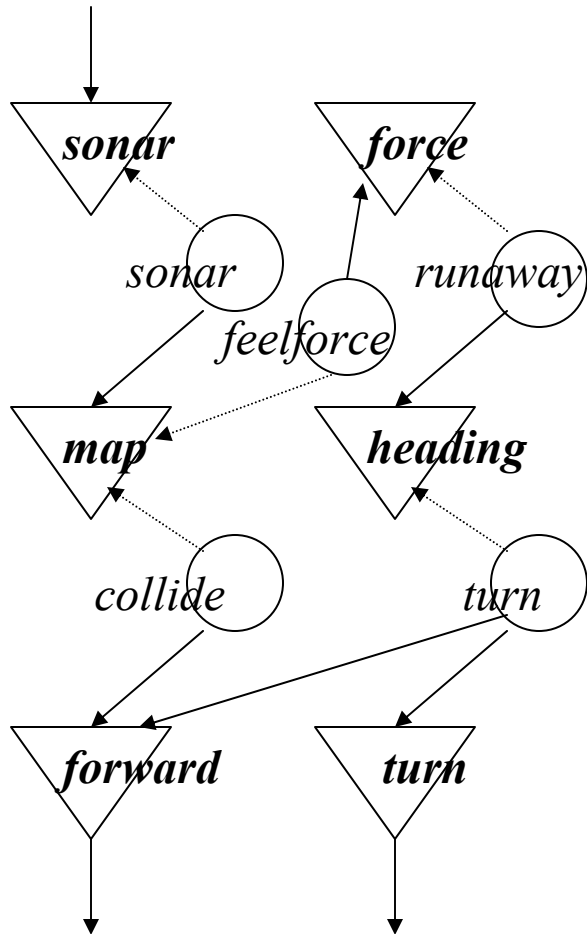 sonar
force
sonar
runaway
feelforce
map
heading
collide
turn
forward
turn